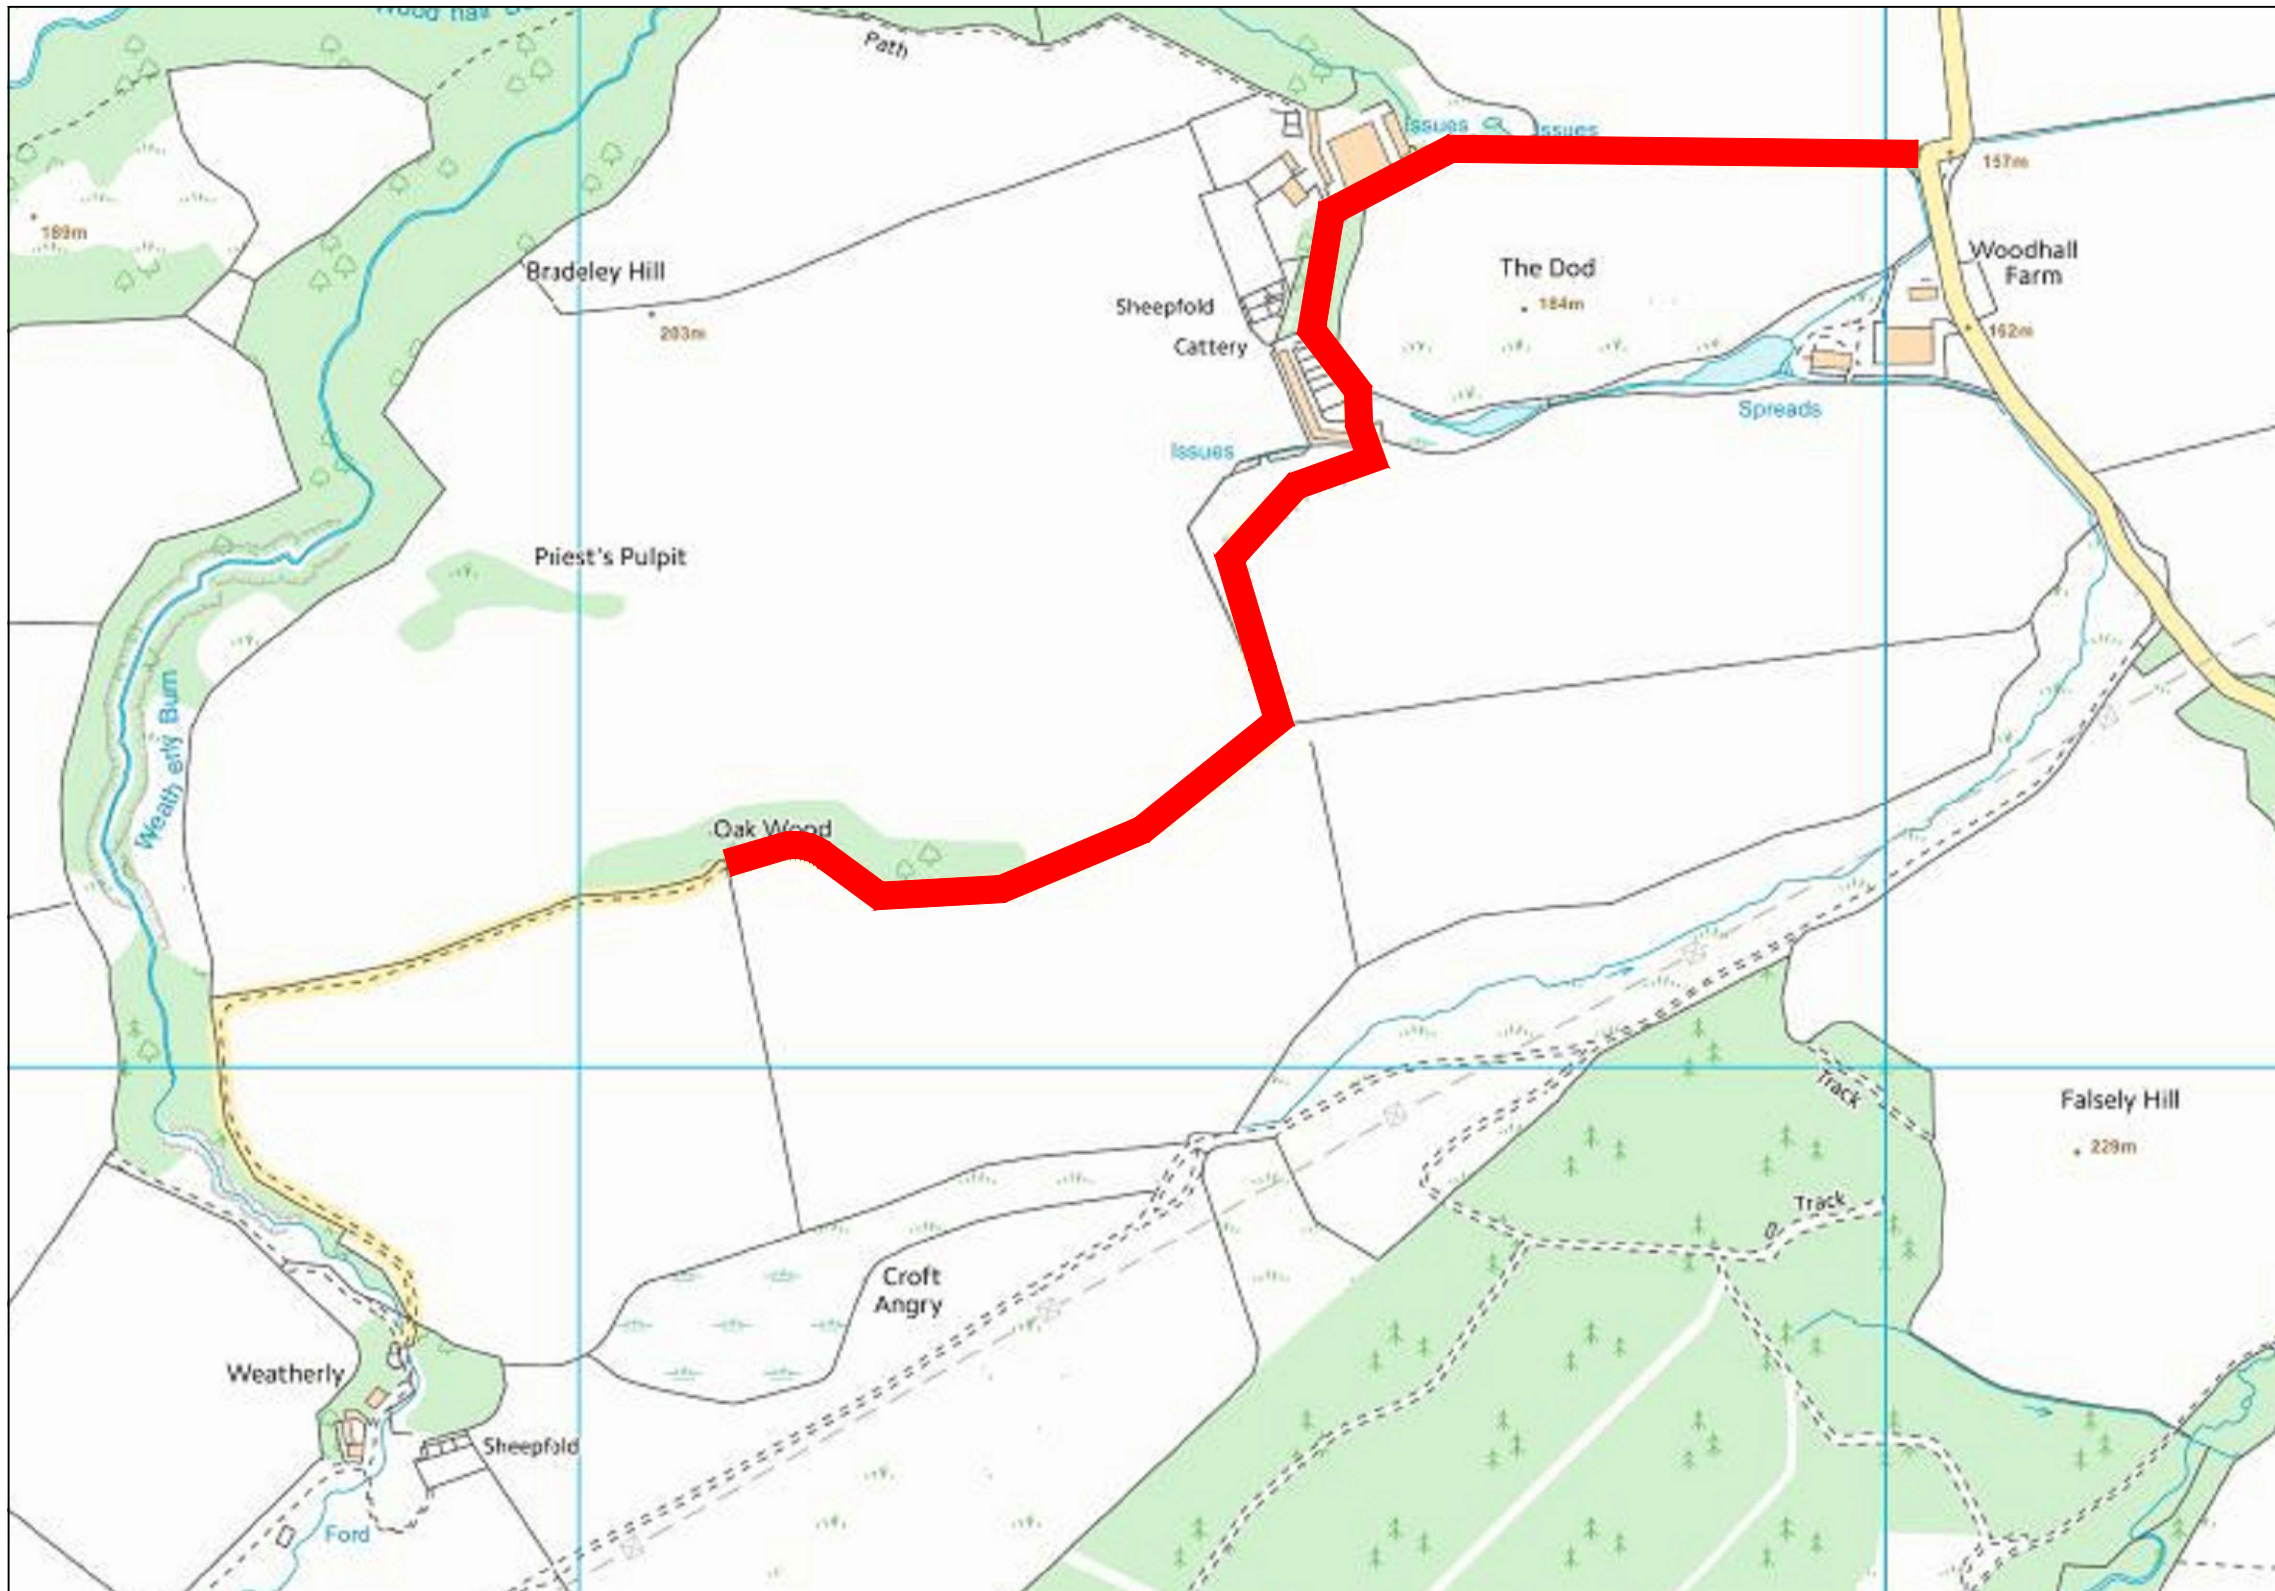 Path
Issues
Issues
157m
189m
Bradeley Hill
203m
The Dod
184m
Woodhall
Farm
162m
Sheepfold
Cattery
Spreads
Issues
Priest's Pulpit
Weatherly Burn
Oak Wood
Track
Falsely Hill
229m
Track
Croft
Angry
Weatherly
Sheepfold
Ford